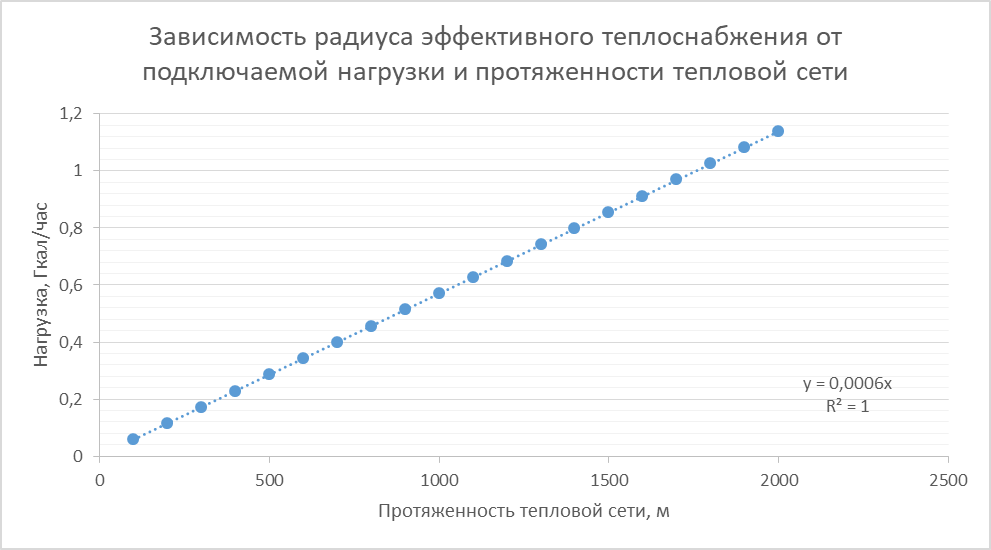 Зависимость радиуса эффективного теплоснабжения от
подключаемой нагрузки и протяженности тепловой сети
1,2
1
0,8
0,6
0,4
0,2
0
Нагрузка, Гкал/час
y = 0,0006x
R² = 1
0 500 1000 1500 2000 2500
Протяженность тепловой сети, м